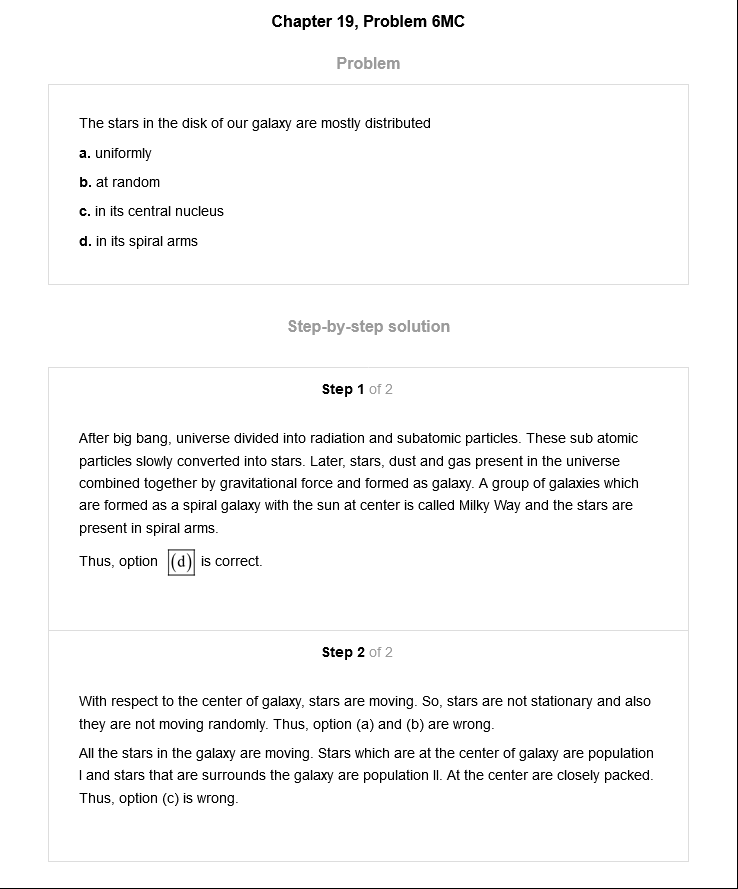 Chapter 19, Problem 6MC
Problem
The stars in the disk of our galaxy are mostly distributed
a. uniformly
b. at random
c. in its central nucleus
d. in its spiral arms
Step-by-step solution
Step 1 of 2
After big bang, universe divided into radiation and subatomic particles. These sub atomic
particles slowly converted into stars. Later, stars, dust and gas present in the universe
combined together by gravitational force and formed as galaxy. A group of galaxies which
are formed as a spiral galaxy with the sun at center is called Milky Way and the stars are
present in spiral arms.
Thus, option (d) is correct.
Step 2 of 2
With respect to the center of galaxy, stars are moving. So, stars are not stationary and also
they are not moving randomly. Thus, option (a) and (b) are wrong.
All the stars in the galaxy are moving. Stars which are at the center of galaxy are population
I and stars that are surrounds the galaxy are population II. At the center are closely packed.
Thus, option (c) is wrong.